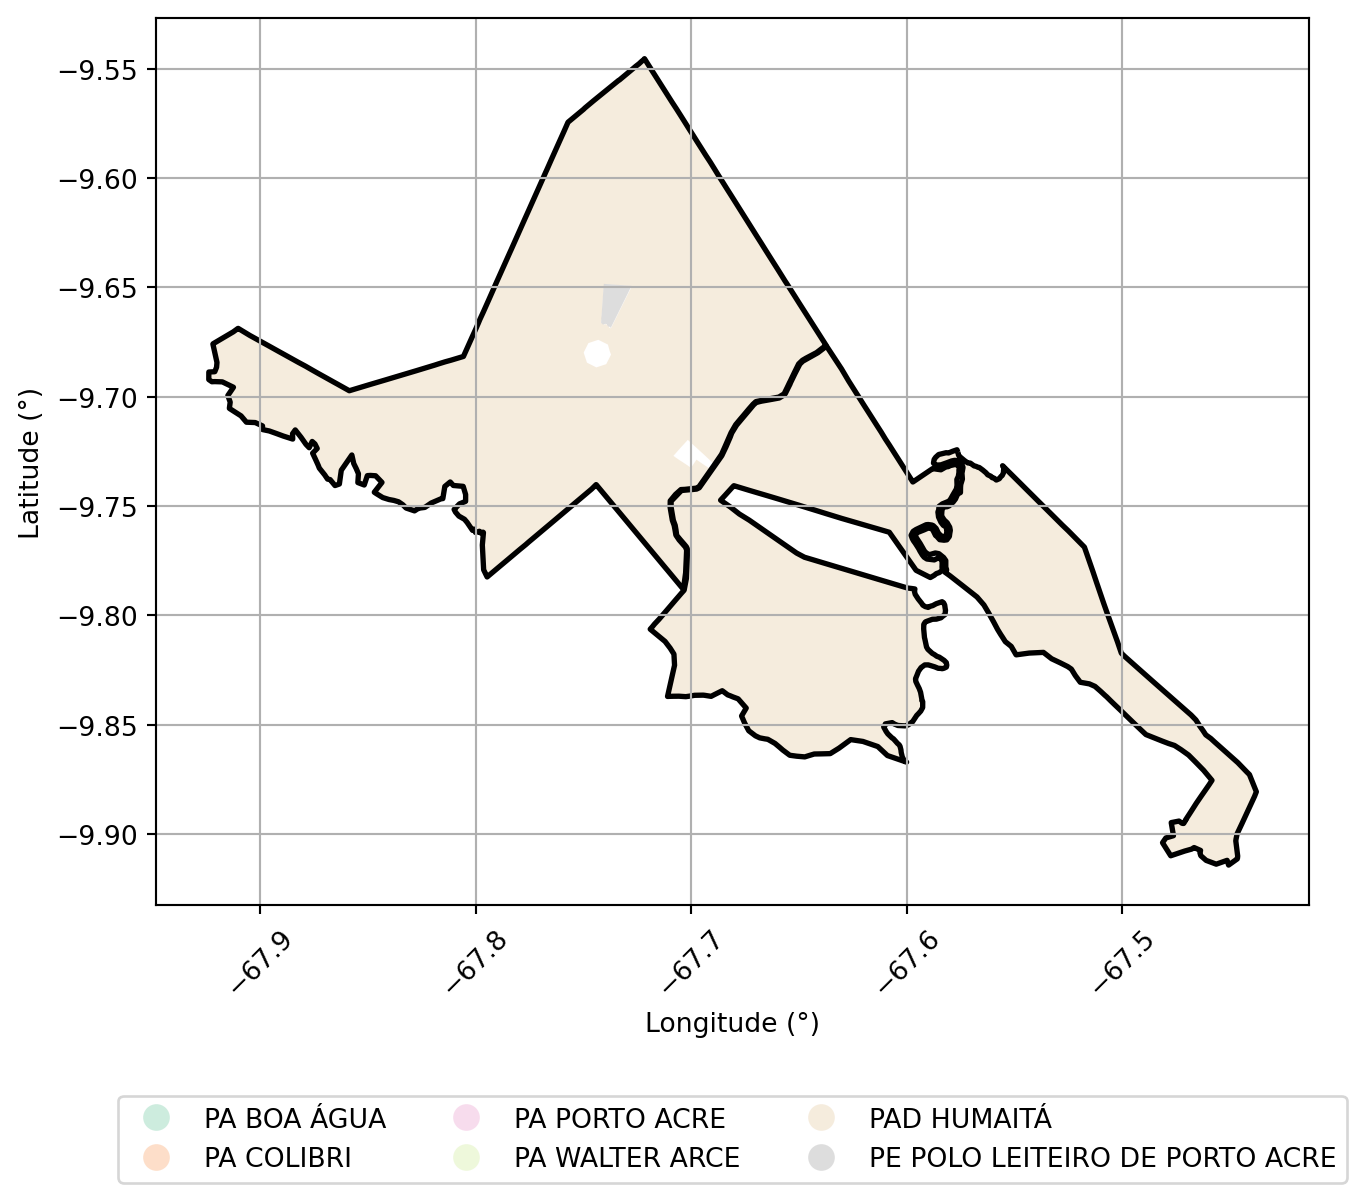 −9.55
−9.60
−9.65
−9.70
−9.75
−9.80
−9.85
−9.90
Latitude (°)
−67.9
−67.8
−67.7
−67.6
−67.5
Longitude (°)
PA BOA ÁGUA
PA PORTO ACRE
PAD HUMAITÁ
PA COLIBRI
PA WALTER ARCE
PE POLO LEITEIRO DE PORTO ACRE